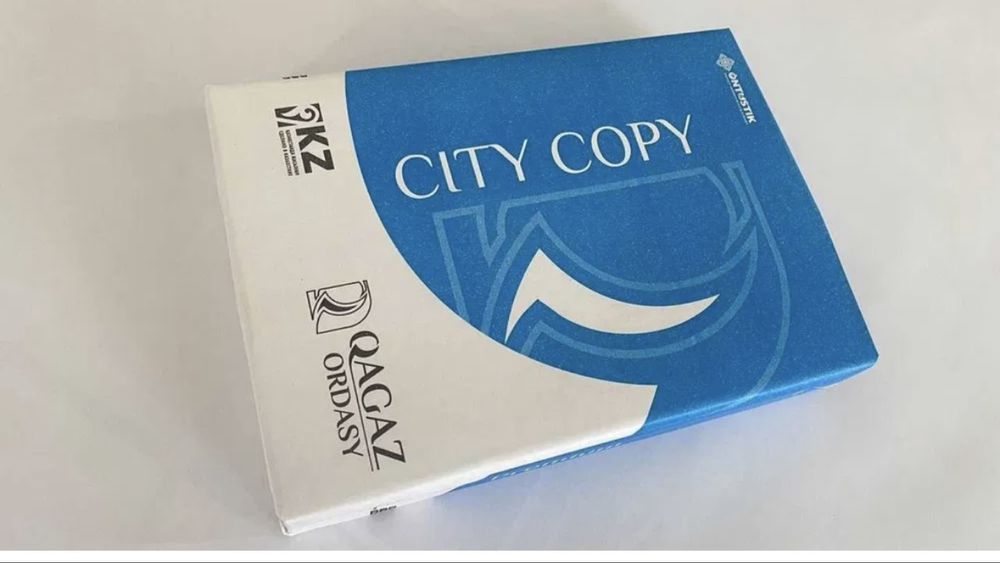 CITY COPY
ONTUSTIK
KZ
QAGAZ
ORDASY